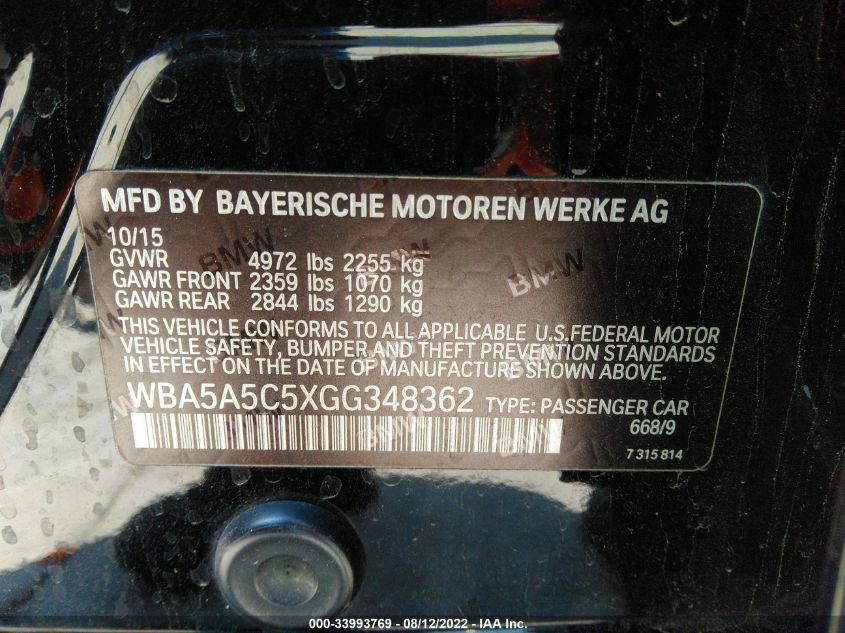 MFD BY BAYERISCHE MOTOREN WERKE AG
10/15
GVWR 4972 lbs 2255 kg
GAWR FRONT 2359 lbs 1070 kg
GAWR REAR 2844 lbs 1290 kg
THIS VEHICLE CONFORMS TO ALL APPLICABLE U.S.FEDERAL MOTOR
VEHICLE SAFETY, BUMPER AND THEFT PREVENTION STANDARDS
IN EFFECT ON THE DATE OF MANUFACTURE SHOWN ABOVE.
WBA5A5C5XGG348362 TYPE: PASSENGER CAR
668/9
7 315 814
BMW
BMW
000-33993769 - 08/12/2022 - IAA Inc.